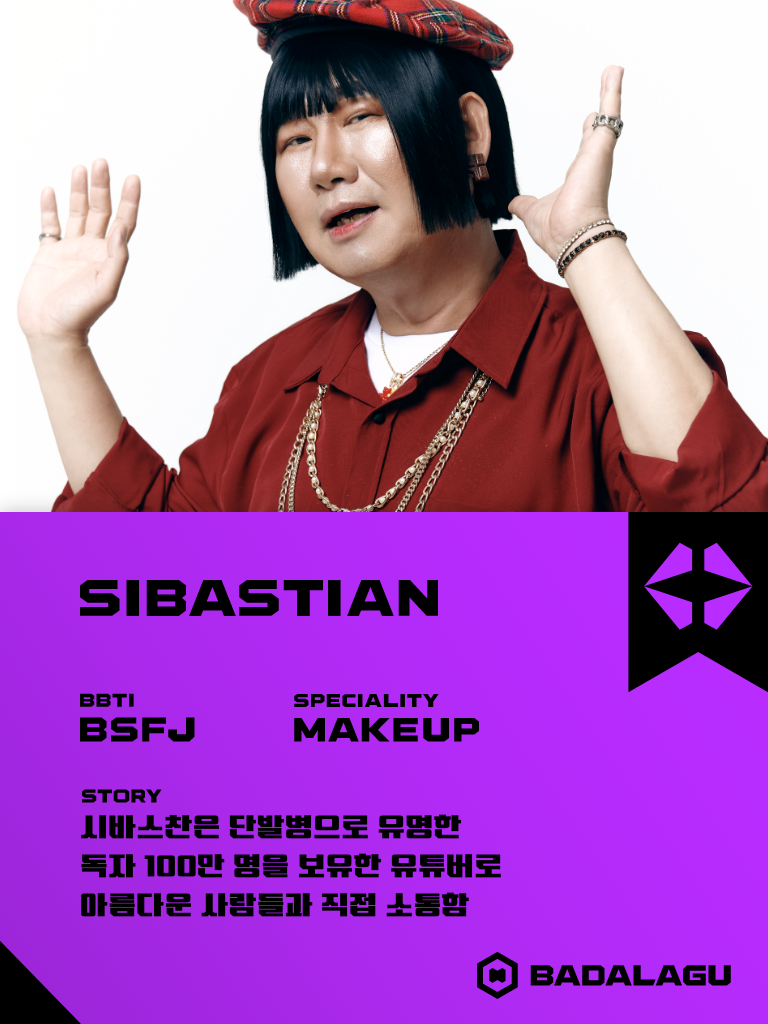 SIBASTIAN
BBTI
BSFJ
SPECIALITY
MAKEUP
STORY
시바스찬은 단발병으로 유명한
독자 100만 명을 보유한 유튜버로
아름다운 사람들과 직접 소통함
BADALAGU